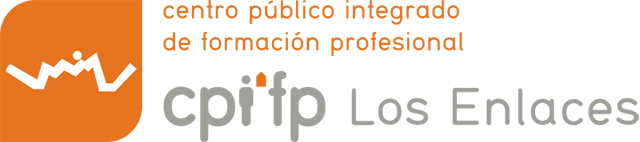 centro público integrado
de formación profesional
cpifp Los Enlaces